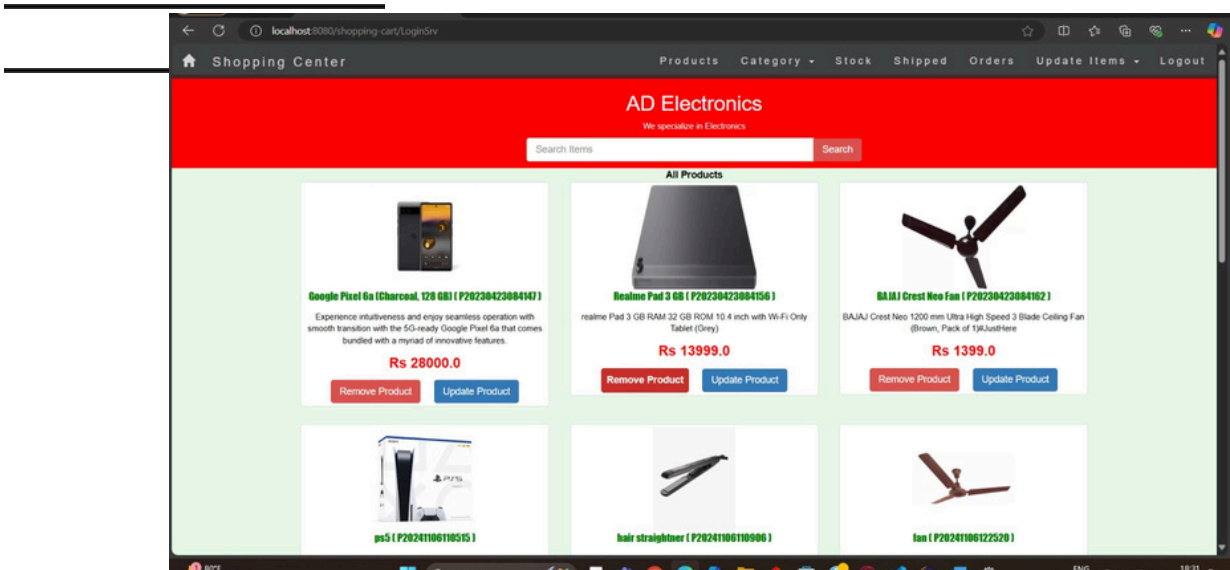 localhost:8080/shopping-cart/LoginSrv
Shopping Center Products Category Stock Shipped Orders Update Items Logout
AD Electronics
We specialize in Electronics
Search Items Search
All Products
Google Pixel 6a (Charcoal, 128 GB) ( P20230423084147 )
Experience intuitiveness and enjoy seamless operation with
smooth transition with the 5G-ready Google Pixel 6a that comes
bundled with a myriad of innovative features.
Rs 28000.0
Remove Product Update Product
Realme Pad 3 GB ( P20230423084156 )
realme Pad 3 GB RAM 32 GB ROM 10.4 inch with Wi-Fi Only
Tablet (Grey)
Rs 13999.0
Remove Product Update Product
BAJAJ Crest Neo Fan ( P20230423084162 )
BAJAJ Crest Neo 1200 mm Ultra High Speed 3 Blade Ceiling Fan
(Brown, Pack of 1)#JustHere
Rs 1399.0
Remove Product Update Product
PS5
ps5 ( P20241106110515 )
hair straightner ( P20241106110906 )
fan ( P20241106122520 )
80°F
ENG
18:31